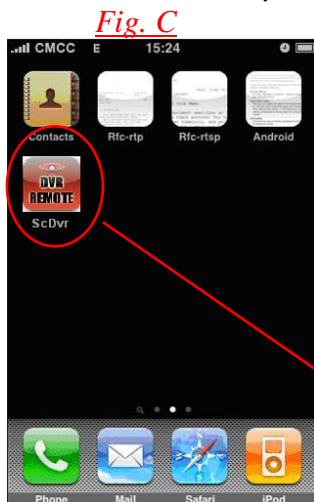 Fig. C
CMCC E 15:24
Contacts Rfc-rtp Rfc-rtsp Android
DVR
REMOTE
ScDvr
Phone Mail Safari iPod